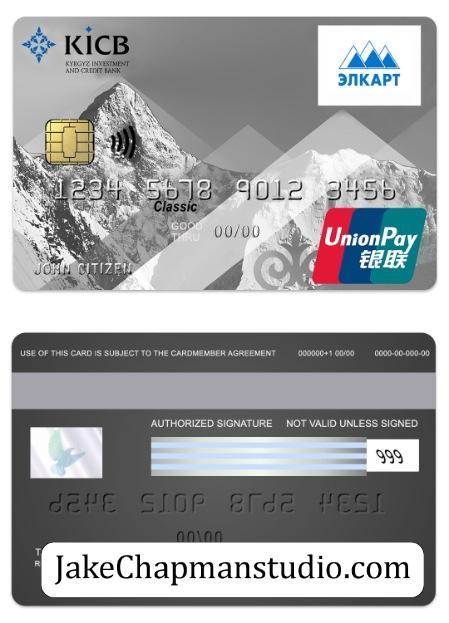 KICB
KYRGYZ INVESTMENT
AND CREDIT BANK
ЭЛКАРТ
1234 5678 9012 3456
Classic
GOOD
THRU
00/00
JOHN CITIZEN
UnionPay
银联
USE OF THIS CARD IS SUBJECT TO THE CARDMEMBER AGREEMENT 000000+1 00/00 0000-00-000-00
AUTHORIZED SIGNATURE NOT VALID UNLESS SIGNED
999
1234 5678 9012 3456
00/00
JakeChapmanstudio.com